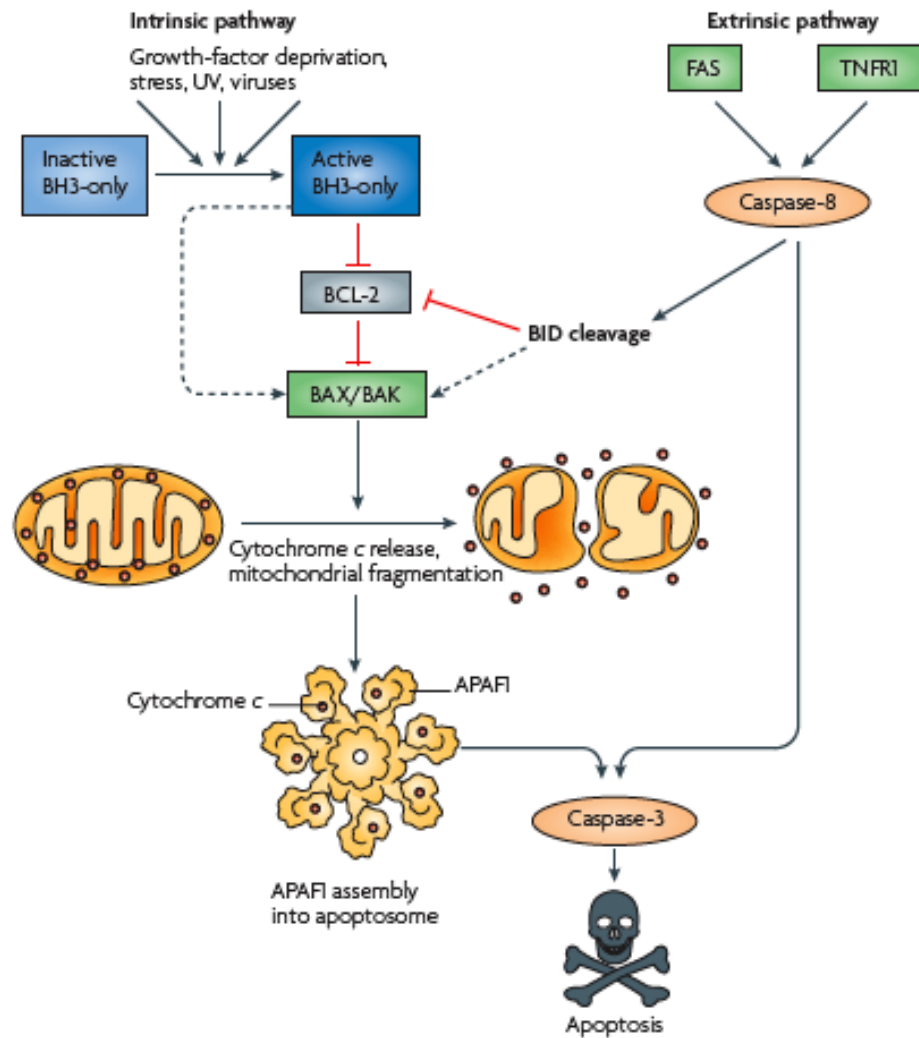 Intrinsic pathway
Growth-factor deprivation,
stress, UV, viruses
Extrinsic pathway
FAS
TNFR1
Inactive
BH3-only
Active
BH3-only
Caspase-8
BCL-2
BID cleavage
BAX/BAK
Cytochrome c release,
mitochondrial fragmentation
Cytochrome c
APAF1
Caspase-3
APAF1 assembly
into apoptosome
Apoptosis